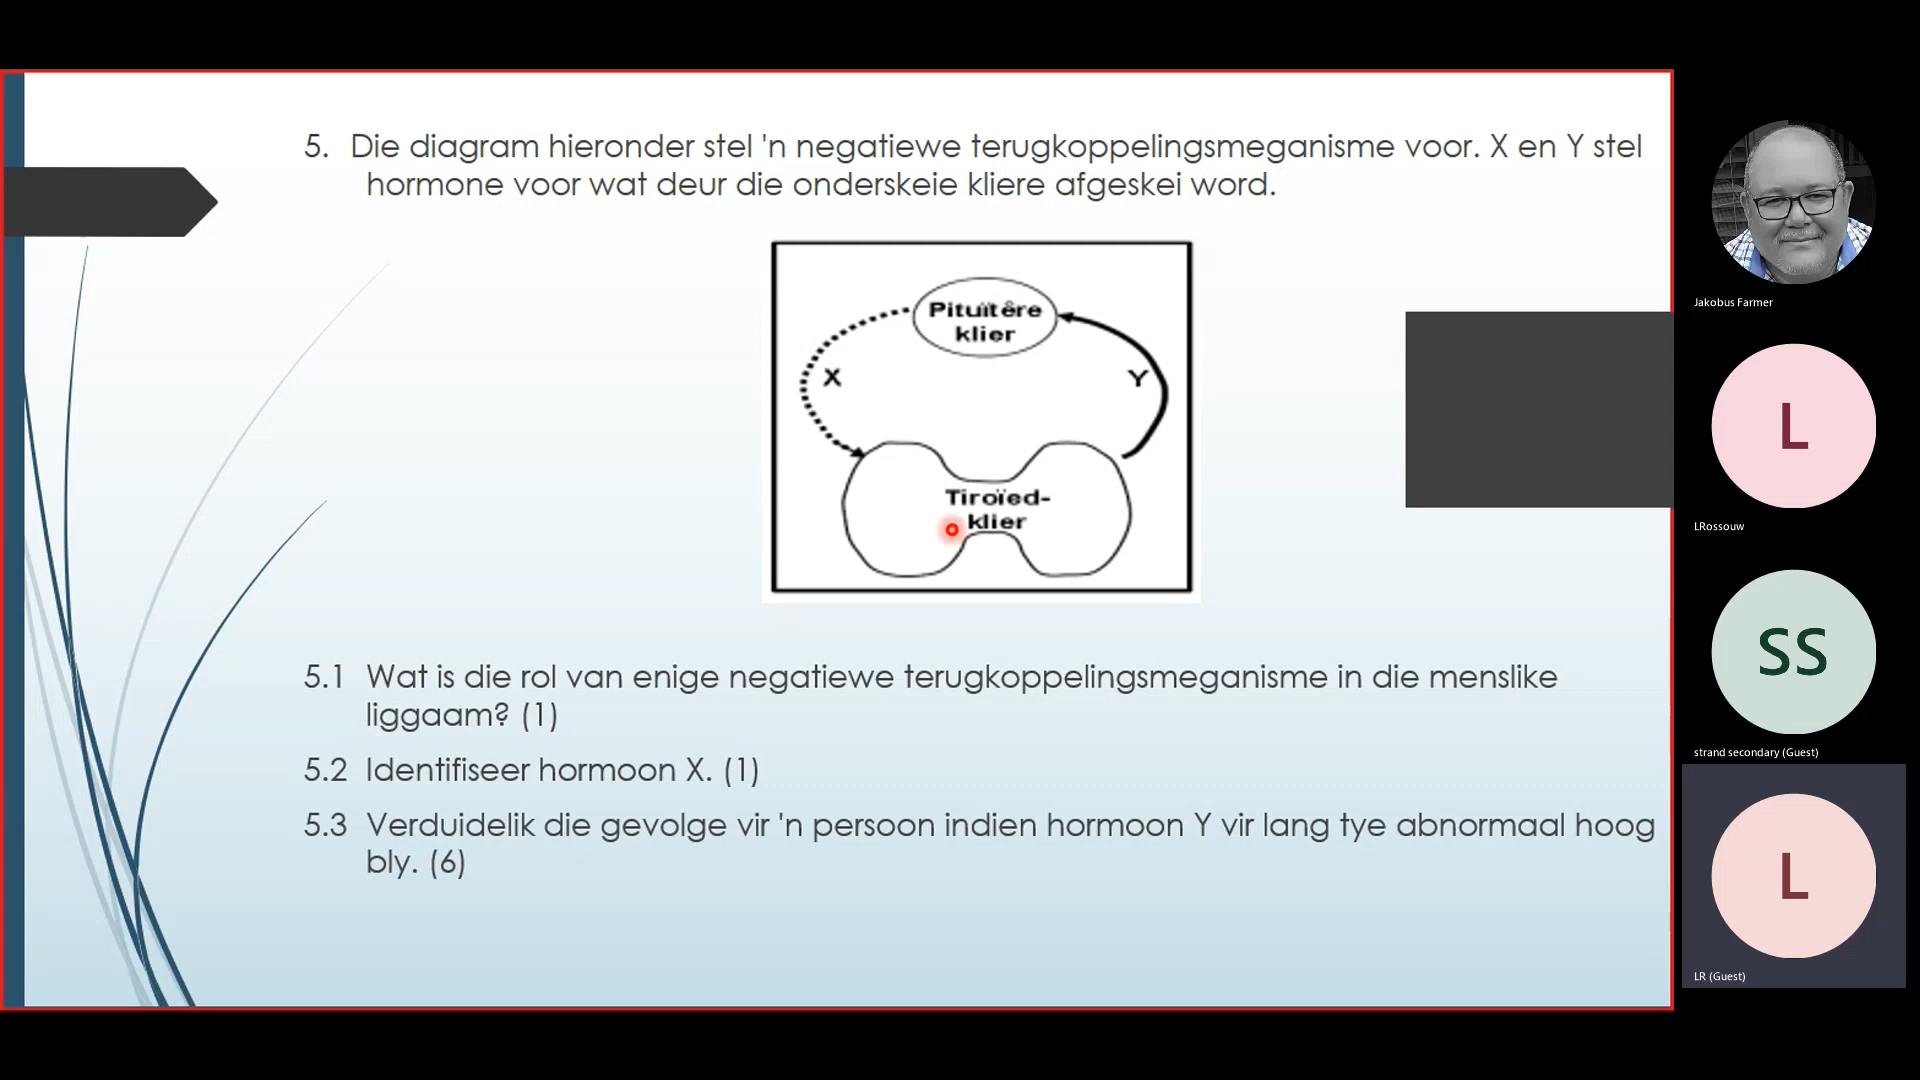 5. Die diagram hieronder stel 'n negatiewe terugkoppelingsmeganisme voor. X en Y stel
hormone voor wat deur die onderskeie kliere afgeskei word.
Pituïtêre
klier
X
Y
Tiroïed-
klier
5.1 Wat is die rol van enige negatiewe terugkoppelingsmeganisme in die menslike
liggaam? (1)
5.2 Identifiseer hormoon X. (1)
5.3 Verduidelik die gevolge vir 'n persoon indien hormoon Y vir lang tye abnormaal hoog
bly. (6)
Jakobus Farmer
L
LRossouw
SS
strand secondary (Guest)
L
LR (Guest)